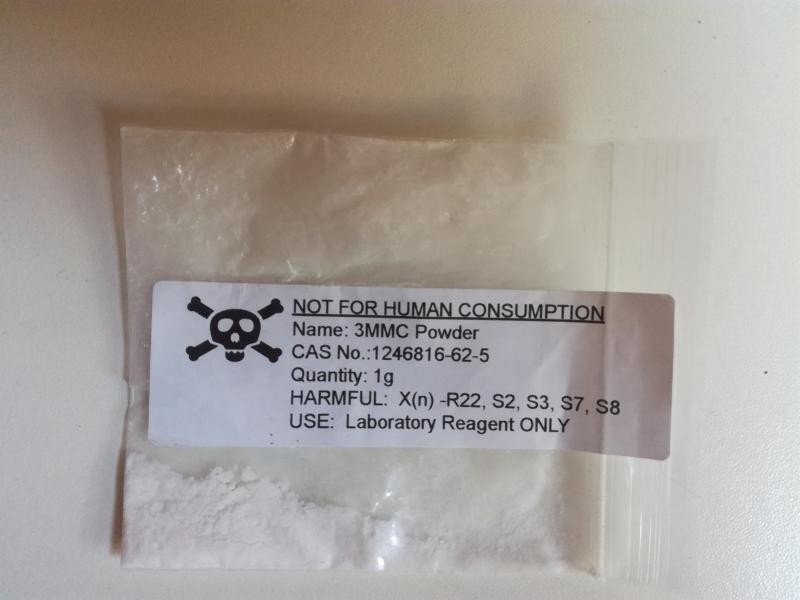 NOT FOR HUMAN CONSUMPTION
Name: 3MMC Powder
CAS No.:1246816-62-5
Quantity: 1g
HARMFUL: X(n) -R22, S2, S3, S7, S8
USE: Laboratory Reagent ONLY